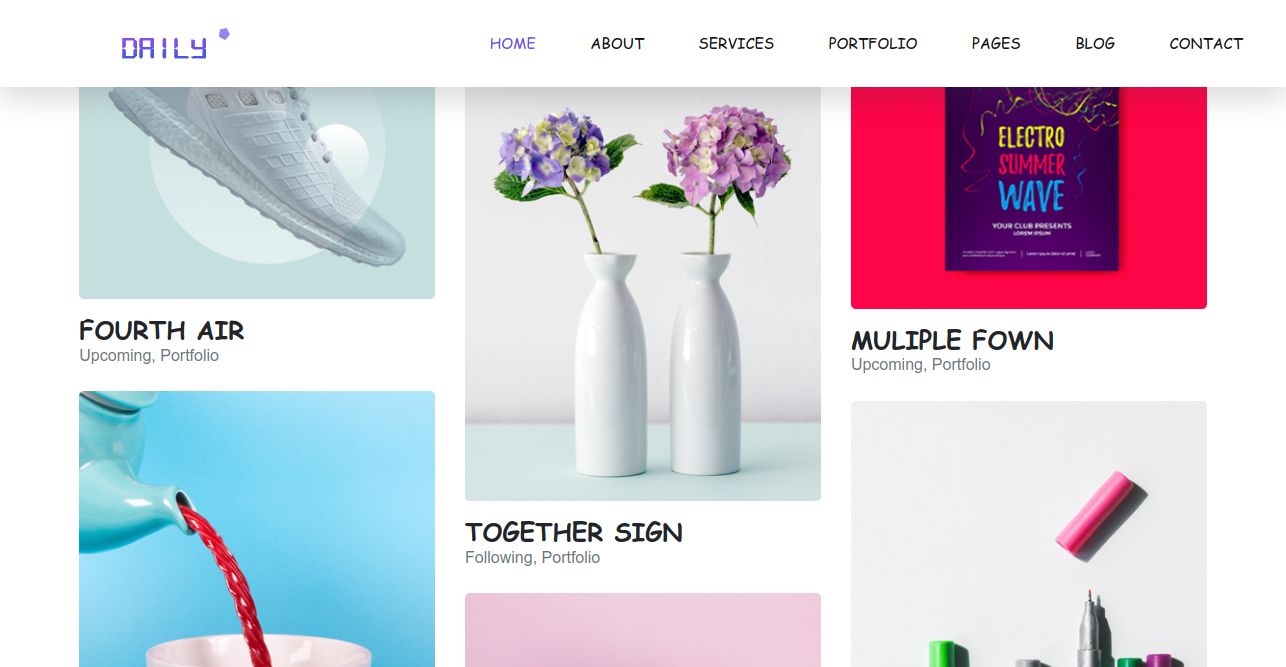 DAILY
HOME ABOUT SERVICES PORTFOLIO PAGES BLOG CONTACT
FOURTH AIR
Upcoming, Portfolio
TOGETHER SIGN
Following, Portfolio
ELECTRO
SUMMER
WAVE
YOUR CLUB PRESENTS
LOREM IPSUM
MULIPLE FOWN
Upcoming, Portfolio